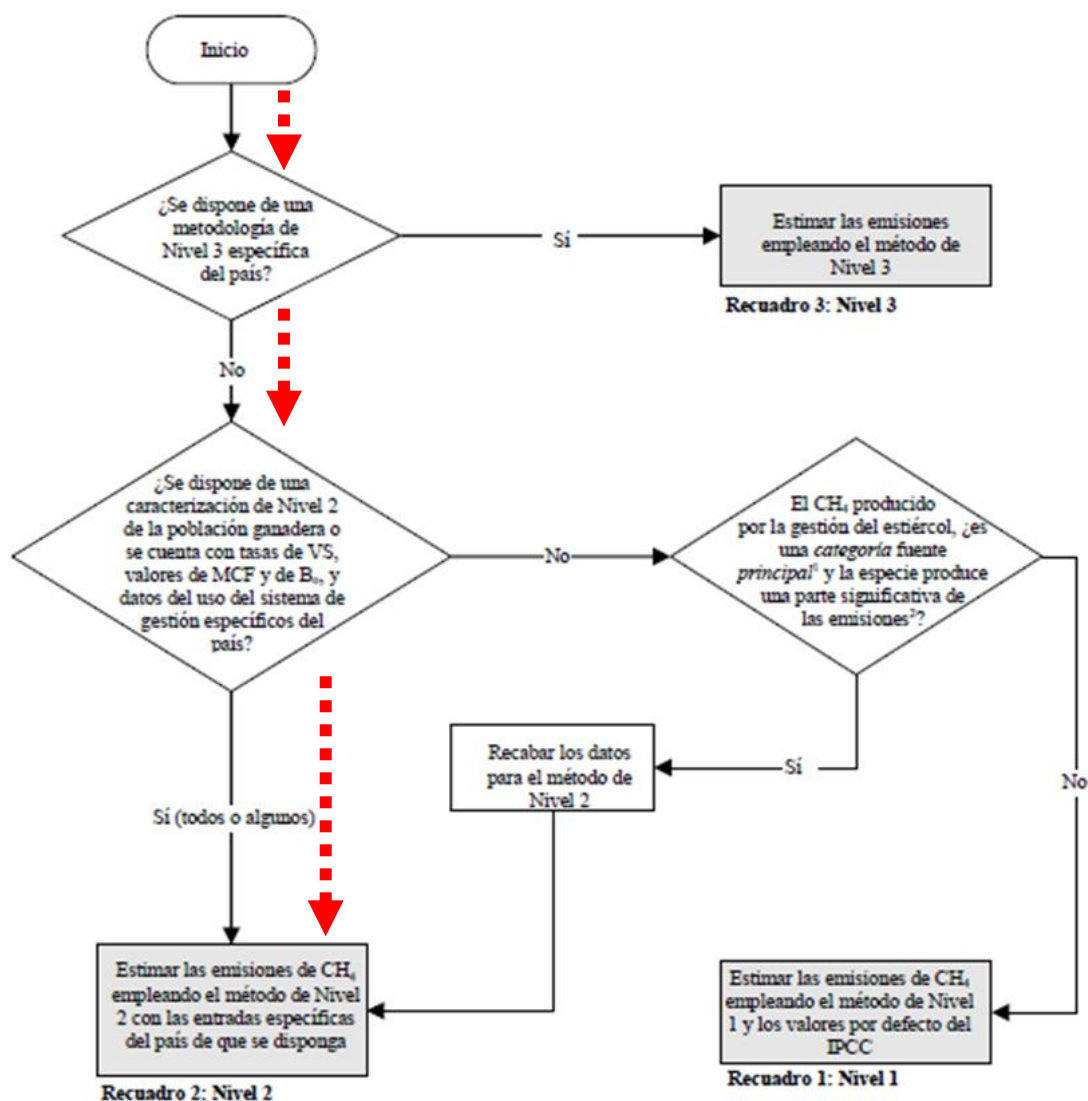 Inicio
¿Se dispone de una
metodología de
Nivel 3 específica
del país?
Sí
Estimar las emisiones
empleando el método de
Nivel 3
Recuadro 3: Nivel 3
No
¿Se dispone de una
caracterización de Nivel 2
de la población ganadera o
se cuenta con tasas de VS,
valores de MCF y de Bₒ, y
datos del uso del sistema de
gestión específicos del
país?
No
El CH₄ producido
por la gestión del estiércol, ¿es
una categoría fuente
principal¹ y la especie produce
una parte significativa de
las emisiones²?
Sí
No
Recabar los datos
para el método de
Nivel 2
Sí (todos o algunos)
Estimar las emisiones de CH₄
empleando el método de Nivel
2 con las entradas específicas
del país de que se disponga
Recuadro 2: Nivel 2
Estimar las emisiones de CH₄
empleando el método de Nivel
1 y los valores por defecto del
IPCC
Recuadro 1: Nivel 1